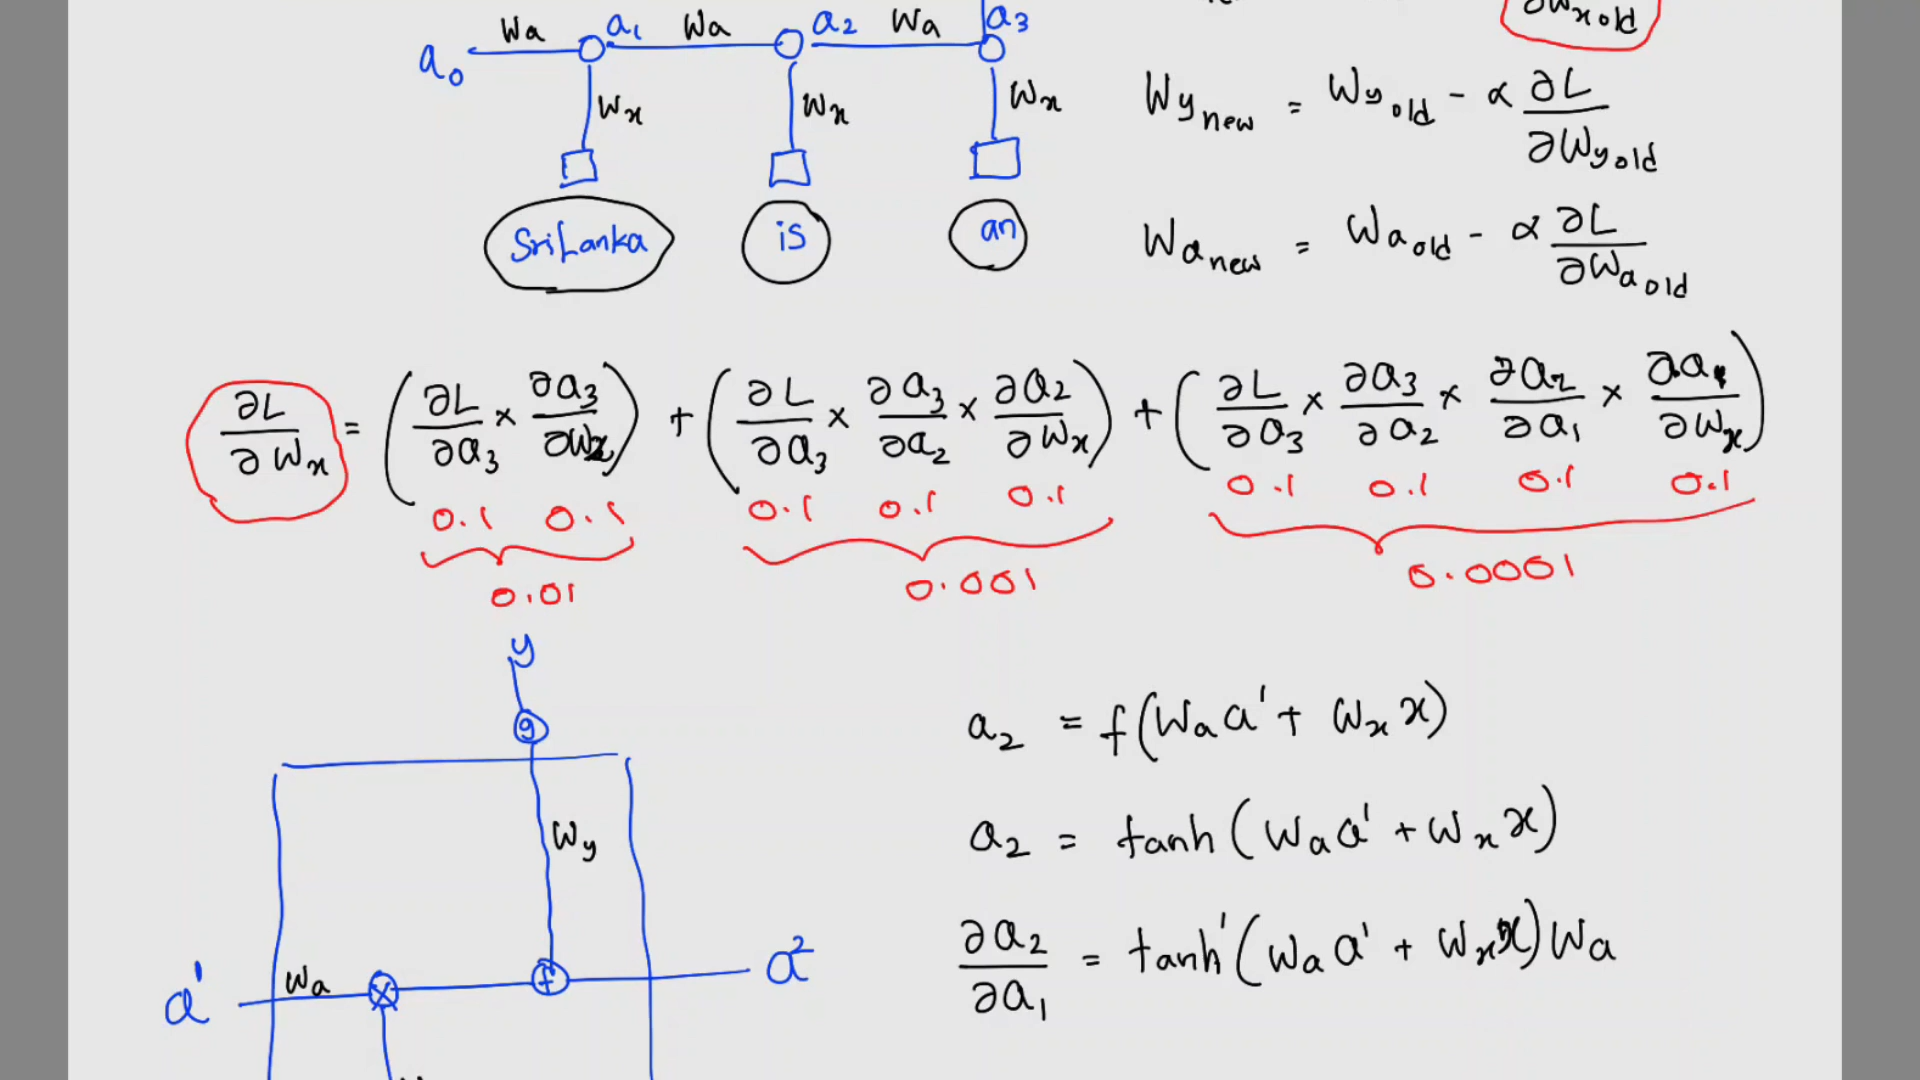 ∂Wx old
a0 Wa a1 Wa a2 Wa a3
Wx Wx Wx
SriLanka is an
Wy new = Wy old - α ∂L/∂Wy old
Wa new = Wa old - α ∂L/∂Wa old
∂L/∂Wx = (∂L/∂a3 × ∂a3/∂Wx) + (∂L/∂a3 × ∂a3/∂a2 × ∂a2/∂Wx) + (∂L/∂a3 × ∂a3/∂a2 × ∂a2/∂a1 × ∂a1/∂Wx)
0.1 0.1 0.1 0.1 0.1 0.1 0.1 0.1 0.1
0.01 0.001 0.0001
y
g
Wy
a' Wa × f a²
a2 = f(Wa a' + Wx x)
a2 = tanh(Wa a' + Wx x)
∂a2/∂a1 = tanh'(Wa a' + Wx x) Wa